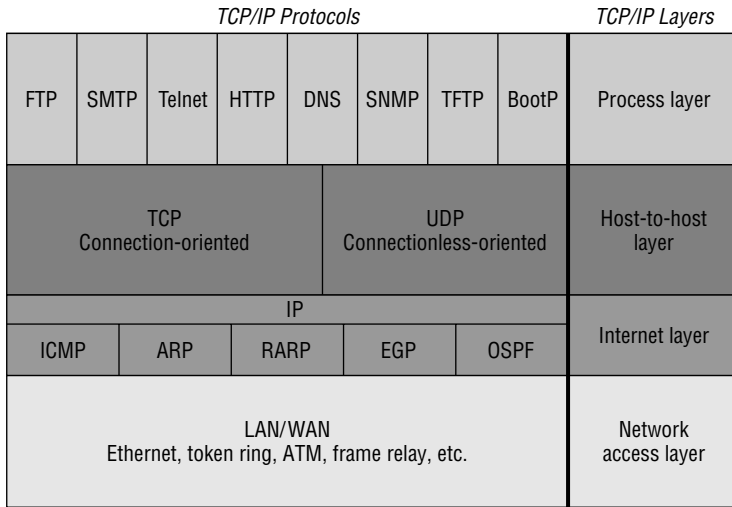 TCP/IP Protocols
TCP/IP Layers
FTP
SMTP
Telnet
HTTP
DNS
SNMP
TFTP
BootP
Process layer
TCP
Connection-oriented
UDP
Connectionless-oriented
Host-to-host
layer
IP
ICMP
ARP
RARP
EGP
OSPF
Internet layer
LAN/WAN
Ethernet, token ring, ATM, frame relay, etc.
Network
access layer